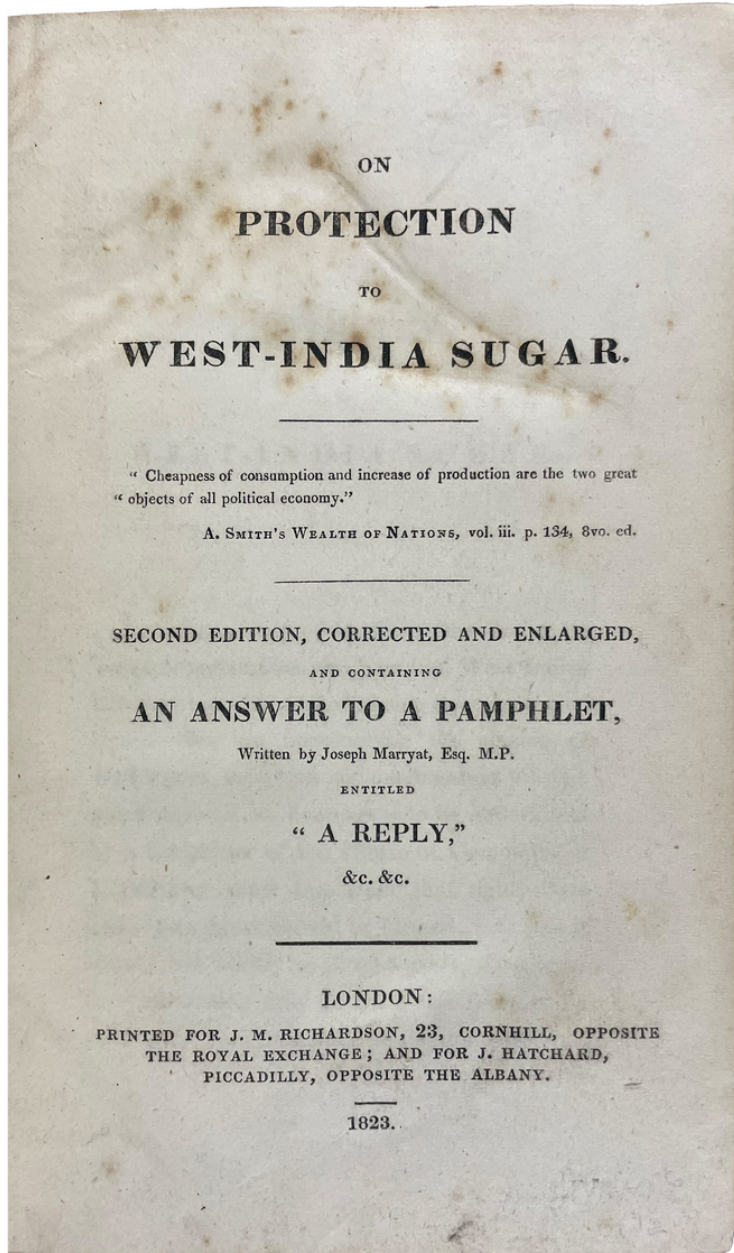 ON
PROTECTION
TO
WEST-INDIA SUGAR.
“ Cheapness of consumption and increase of production are the two great
“ objects of all political economy.”
A. SMITH'S WEALTH OF NATIONS, vol. iii. p. 134, 8vo. ed.
SECOND EDITION, CORRECTED AND ENLARGED,
AND CONTAINING
AN ANSWER TO A PAMPHLET,
Written by Joseph Marryat, Esq. M.P.
ENTITLED
“ A REPLY,”
&c. &c.
LONDON:
PRINTED FOR J. M. RICHARDSON, 23, CORNHILL, OPPOSITE
THE ROYAL EXCHANGE; AND FOR J. HATCHARD,
PICCADILLY, OPPOSITE THE ALBANY.
1823.